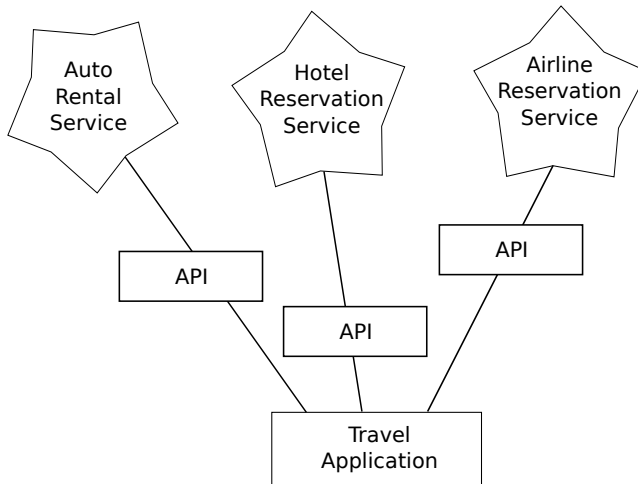 Auto
Rental
Service
Hotel
Reservation
Service
Airline
Reservation
Service
API
API
API
Travel
Application